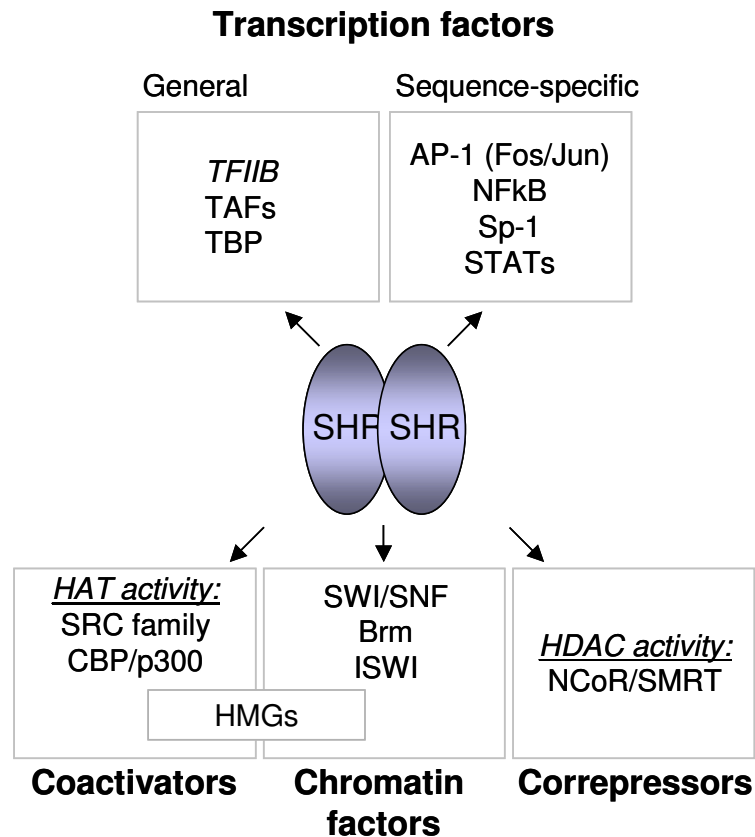 Transcription factors
General
Sequence-specific
TFIIB
TAFs
TBP
AP-1 (Fos/Jun)
NFkB
Sp-1
STATs
SHR
SHR
HAT activity:
SRC family
CBP/p300
SWI/SNF
Brm
ISWI
HMGs
HDAC activity:
NCoR/SMRT
Coactivators
Chromatin
factors
Correpressors